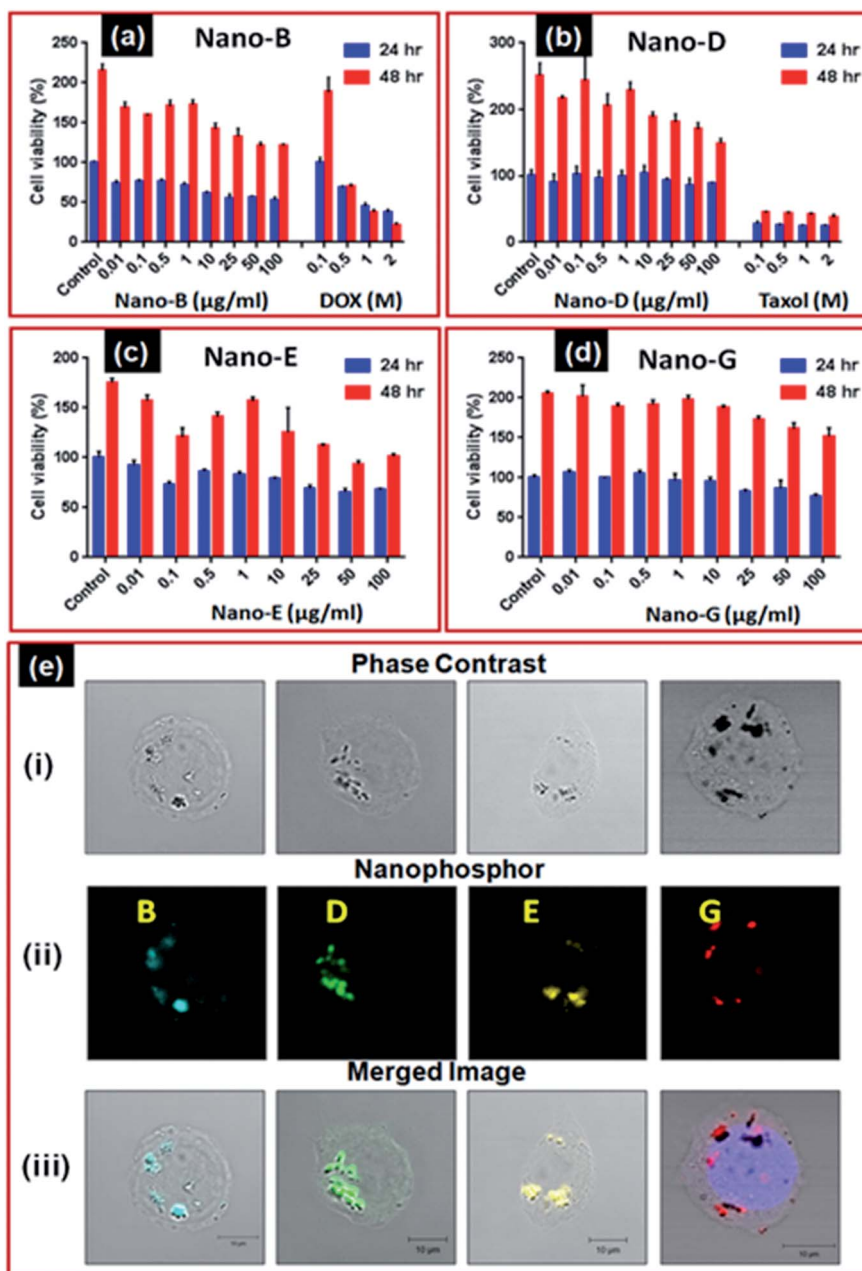 (a) Nano-B
24 hr
48 hr
Cell viability (%)
250
200
150
100
50
0
Control 0.01 0.1 0.5 1 10 25 50 100 0.1 0.5 1 2
Nano-B (µg/ml) DOX (M)
(b) Nano-D
24 hr
48 hr
Cell viability (%)
300
200
100
0
Control 0.01 0.1 0.5 1 10 25 50 100 0.1 0.5 1 2
Nano-D (µg/ml) Taxol (M)
(c) Nano-E
24 hr
48 hr
Cell viability (%)
200
150
100
50
0
Control 0.01 0.1 0.5 1 10 25 50 100
Nano-E (µg/ml)
(d) Nano-G
24 hr
48 hr
Cell viability (%)
250
200
150
100
50
0
Control 0.01 0.1 0.5 1 10 25 50 100
Nano-G (µg/ml)
(e) Phase Contrast
(i)
Nanophosphor
(ii) B D E G
Merged Image
(iii)
10 µm 10 µm 10 µm 10 µm